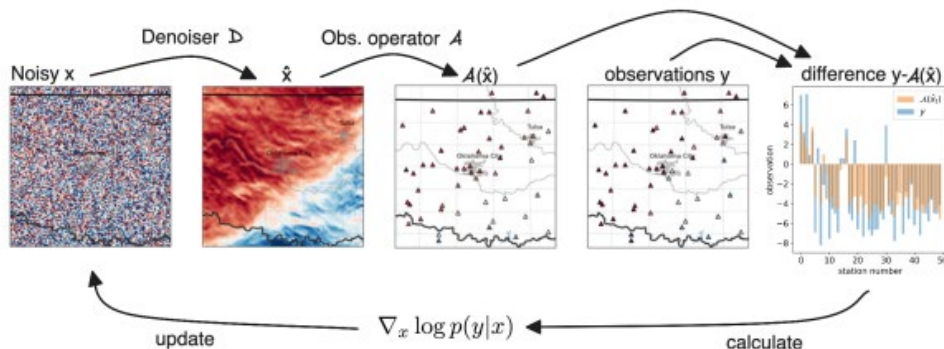 Denoiser D
Obs. operator 𝒜
Noisy x
x̂
𝒜(x̂)
observations y
difference y-𝒜(x̂)
Tulsa
Oklahoma City
Tulsa
Oklahoma City
𝒜(x̂₁)
y
observation
6
4
2
0
−2
−4
−6
−8
0 10 20 30 40 50
station number
∇ₓ log p(y|x)
update
calculate